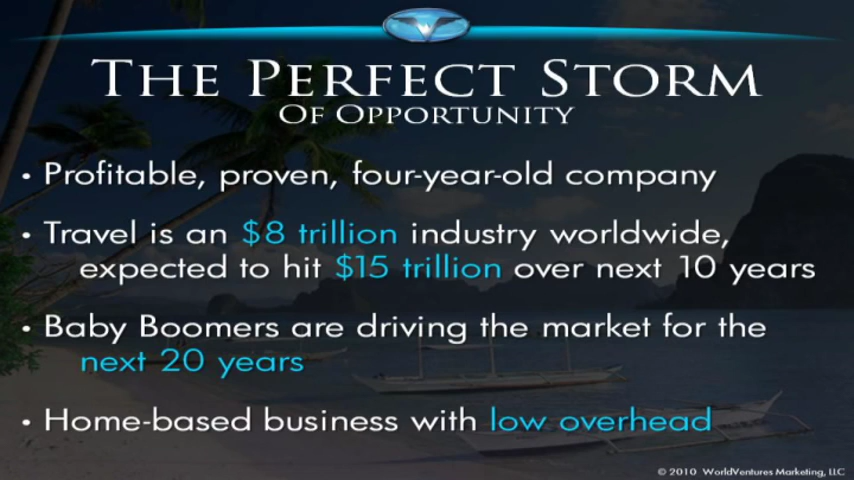 The Perfect Storm
Of Opportunity
• Profitable, proven, four-year-old company
• Travel is an $8 trillion industry worldwide,
expected to hit $15 trillion over next 10 years
• Baby Boomers are driving the market for the
next 20 years
• Home-based business with low overhead
© 2010 WorldVentures Marketing, LLC